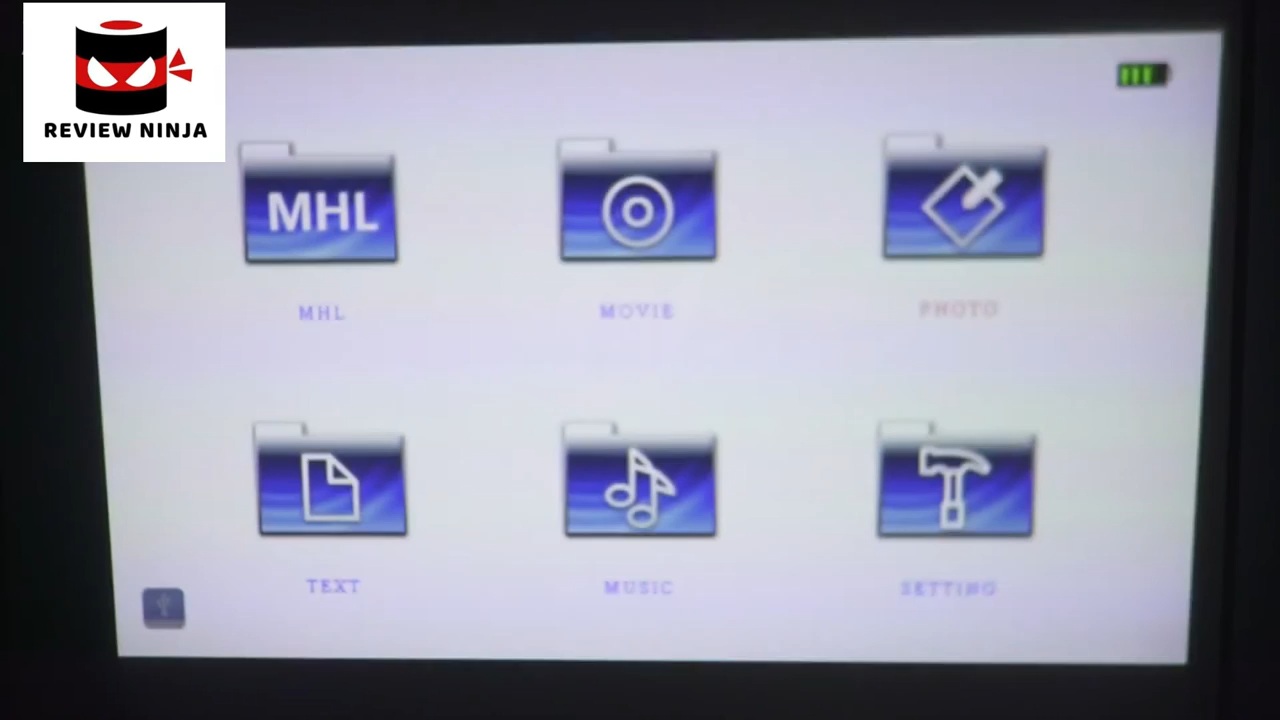 REVIEW NINJA
MHL
MHL
MOVIE
PHOTO
TEXT
MUSIC
SETTING